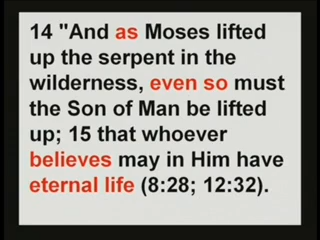 14 "And as Moses lifted
up the serpent in the
wilderness, even so must
the Son of Man be lifted
up; 15 that whoever
believes may in Him have
eternal life (8:28; 12:32).